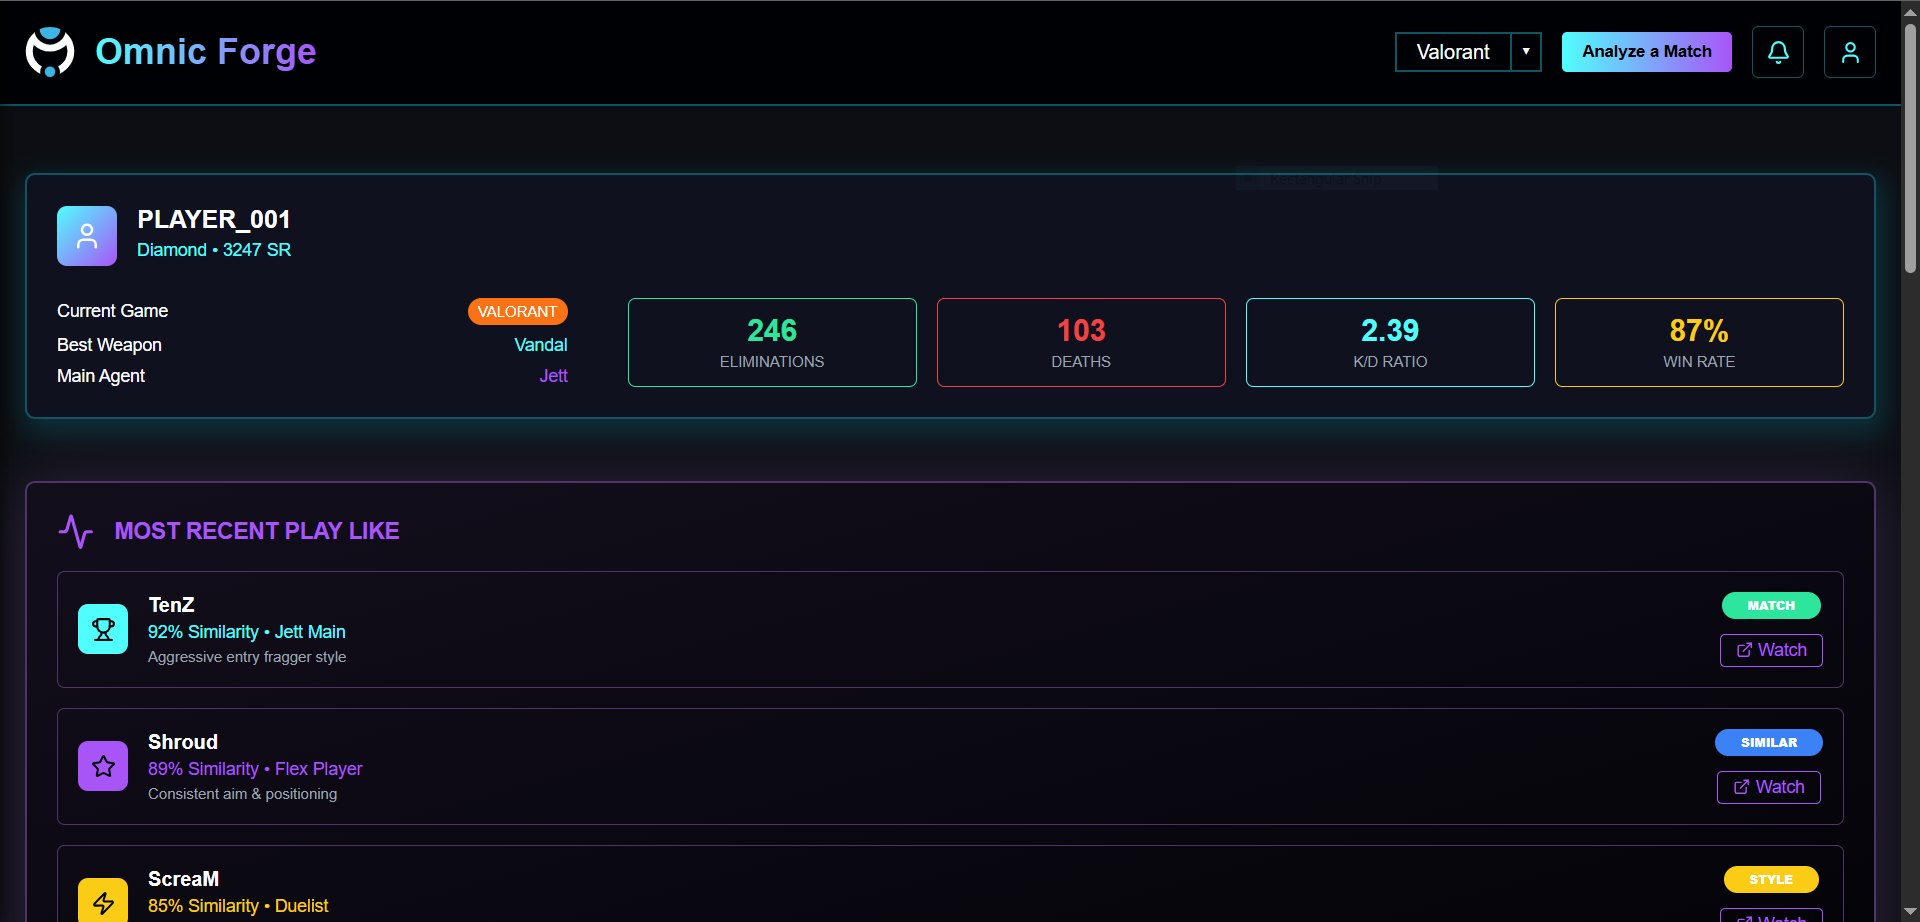 Omnic Forge
Valorant
Analyze a Match
PLAYER_001
Diamond • 3247 SR
Current Game
VALORANT
Best Weapon
Vandal
Main Agent
Jett
246
ELIMINATIONS
103
DEATHS
2.39
K/D RATIO
87%
WIN RATE
MOST RECENT PLAY LIKE
TenZ
92% Similarity • Jett Main
Aggressive entry fragger style
MATCH
Watch
Shroud
89% Similarity • Flex Player
Consistent aim & positioning
SIMILAR
Watch
ScreaM
85% Similarity • Duelist
STYLE
Watch